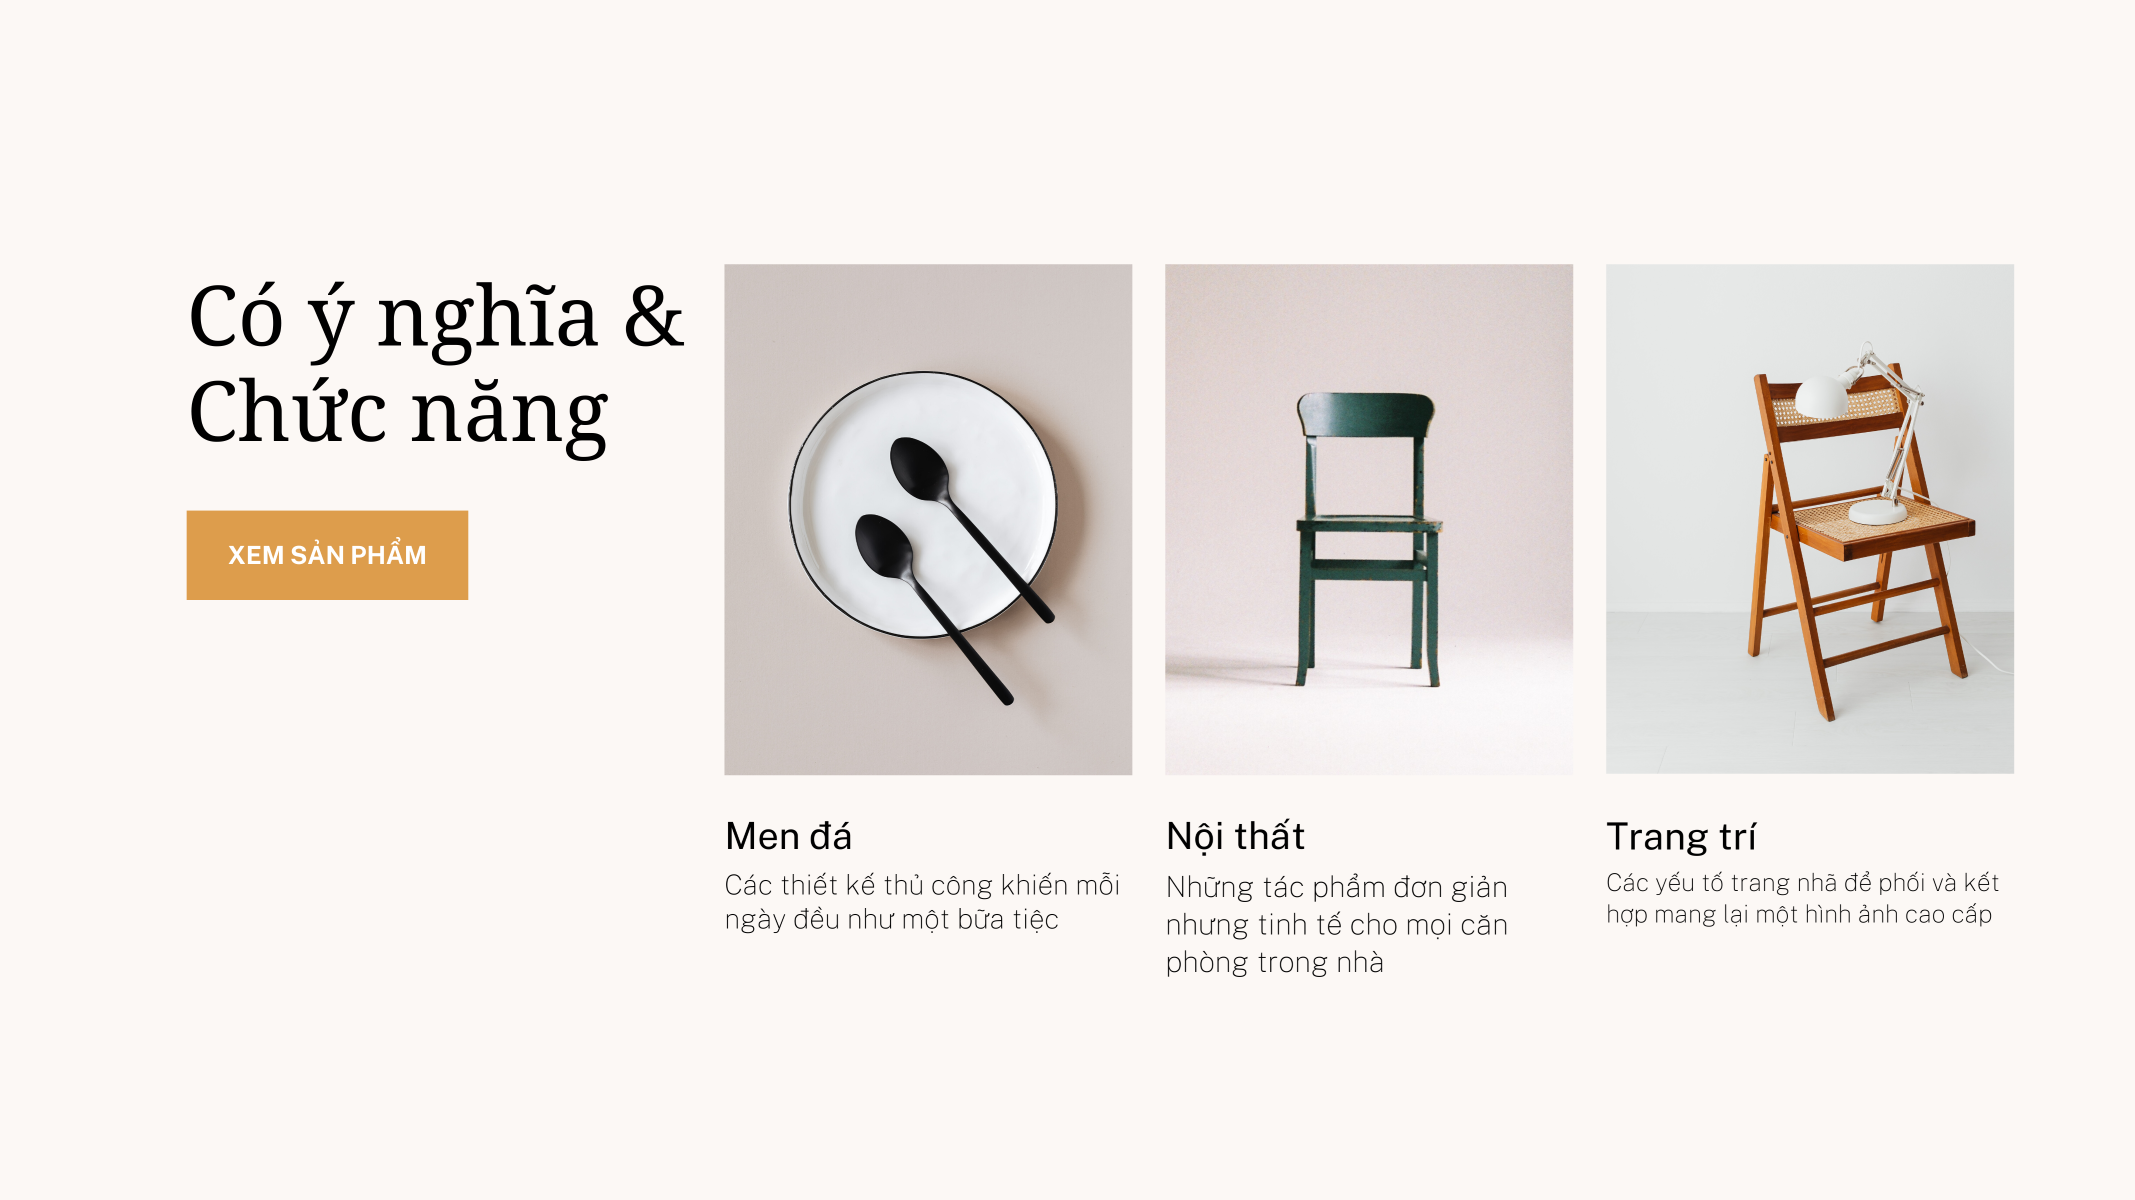 Có ý nghĩa &
Chức năng
XEM SẢN PHẨM
Men đá
Các thiết kế thủ công khiến mỗi
ngày đều như một bữa tiệc
Nội thất
Những tác phẩm đơn giản
nhưng tinh tế cho mọi căn
phòng trong nhà
Trang trí
Các yếu tố trang nhã để phối và kết
hợp mang lại một hình ảnh cao cấp